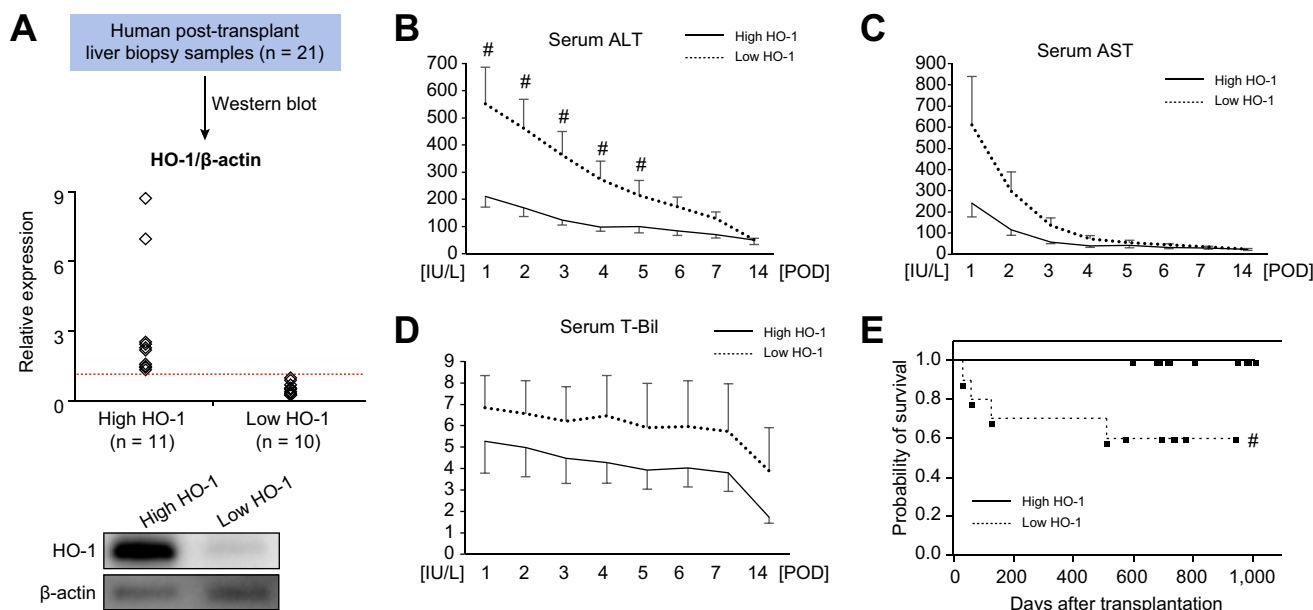 A
Human post-transplant
liver biopsy samples (n = 21)
Western blot
HO-1/β-actin
9
6
3
0
Relative expression
High HO-1
(n = 11)
Low HO-1
(n = 10)
High HO-1
Low HO-1
HO-1
β-actin
B
Serum ALT
High HO-1
Low HO-1
700
600
500
400
300
200
100
0
# # # # #
[IU/L] 1 2 3 4 5 6 7 14 [POD]
C
Serum AST
High HO-1
Low HO-1
900
800
700
600
500
400
300
200
100
0
[IU/L] 1 2 3 4 5 6 7 14 [POD]
D
Serum T-Bil
High HO-1
Low HO-1
9
8
7
6
5
4
3
2
1
0
[IU/L] 1 2 3 4 5 6 7 14 [POD]
E
Probability of survival
1.0
0.8
0.6
0.4
0.2
0.0
#
High HO-1
Low HO-1
0 200 400 600 800 1,000
Days after transplantation